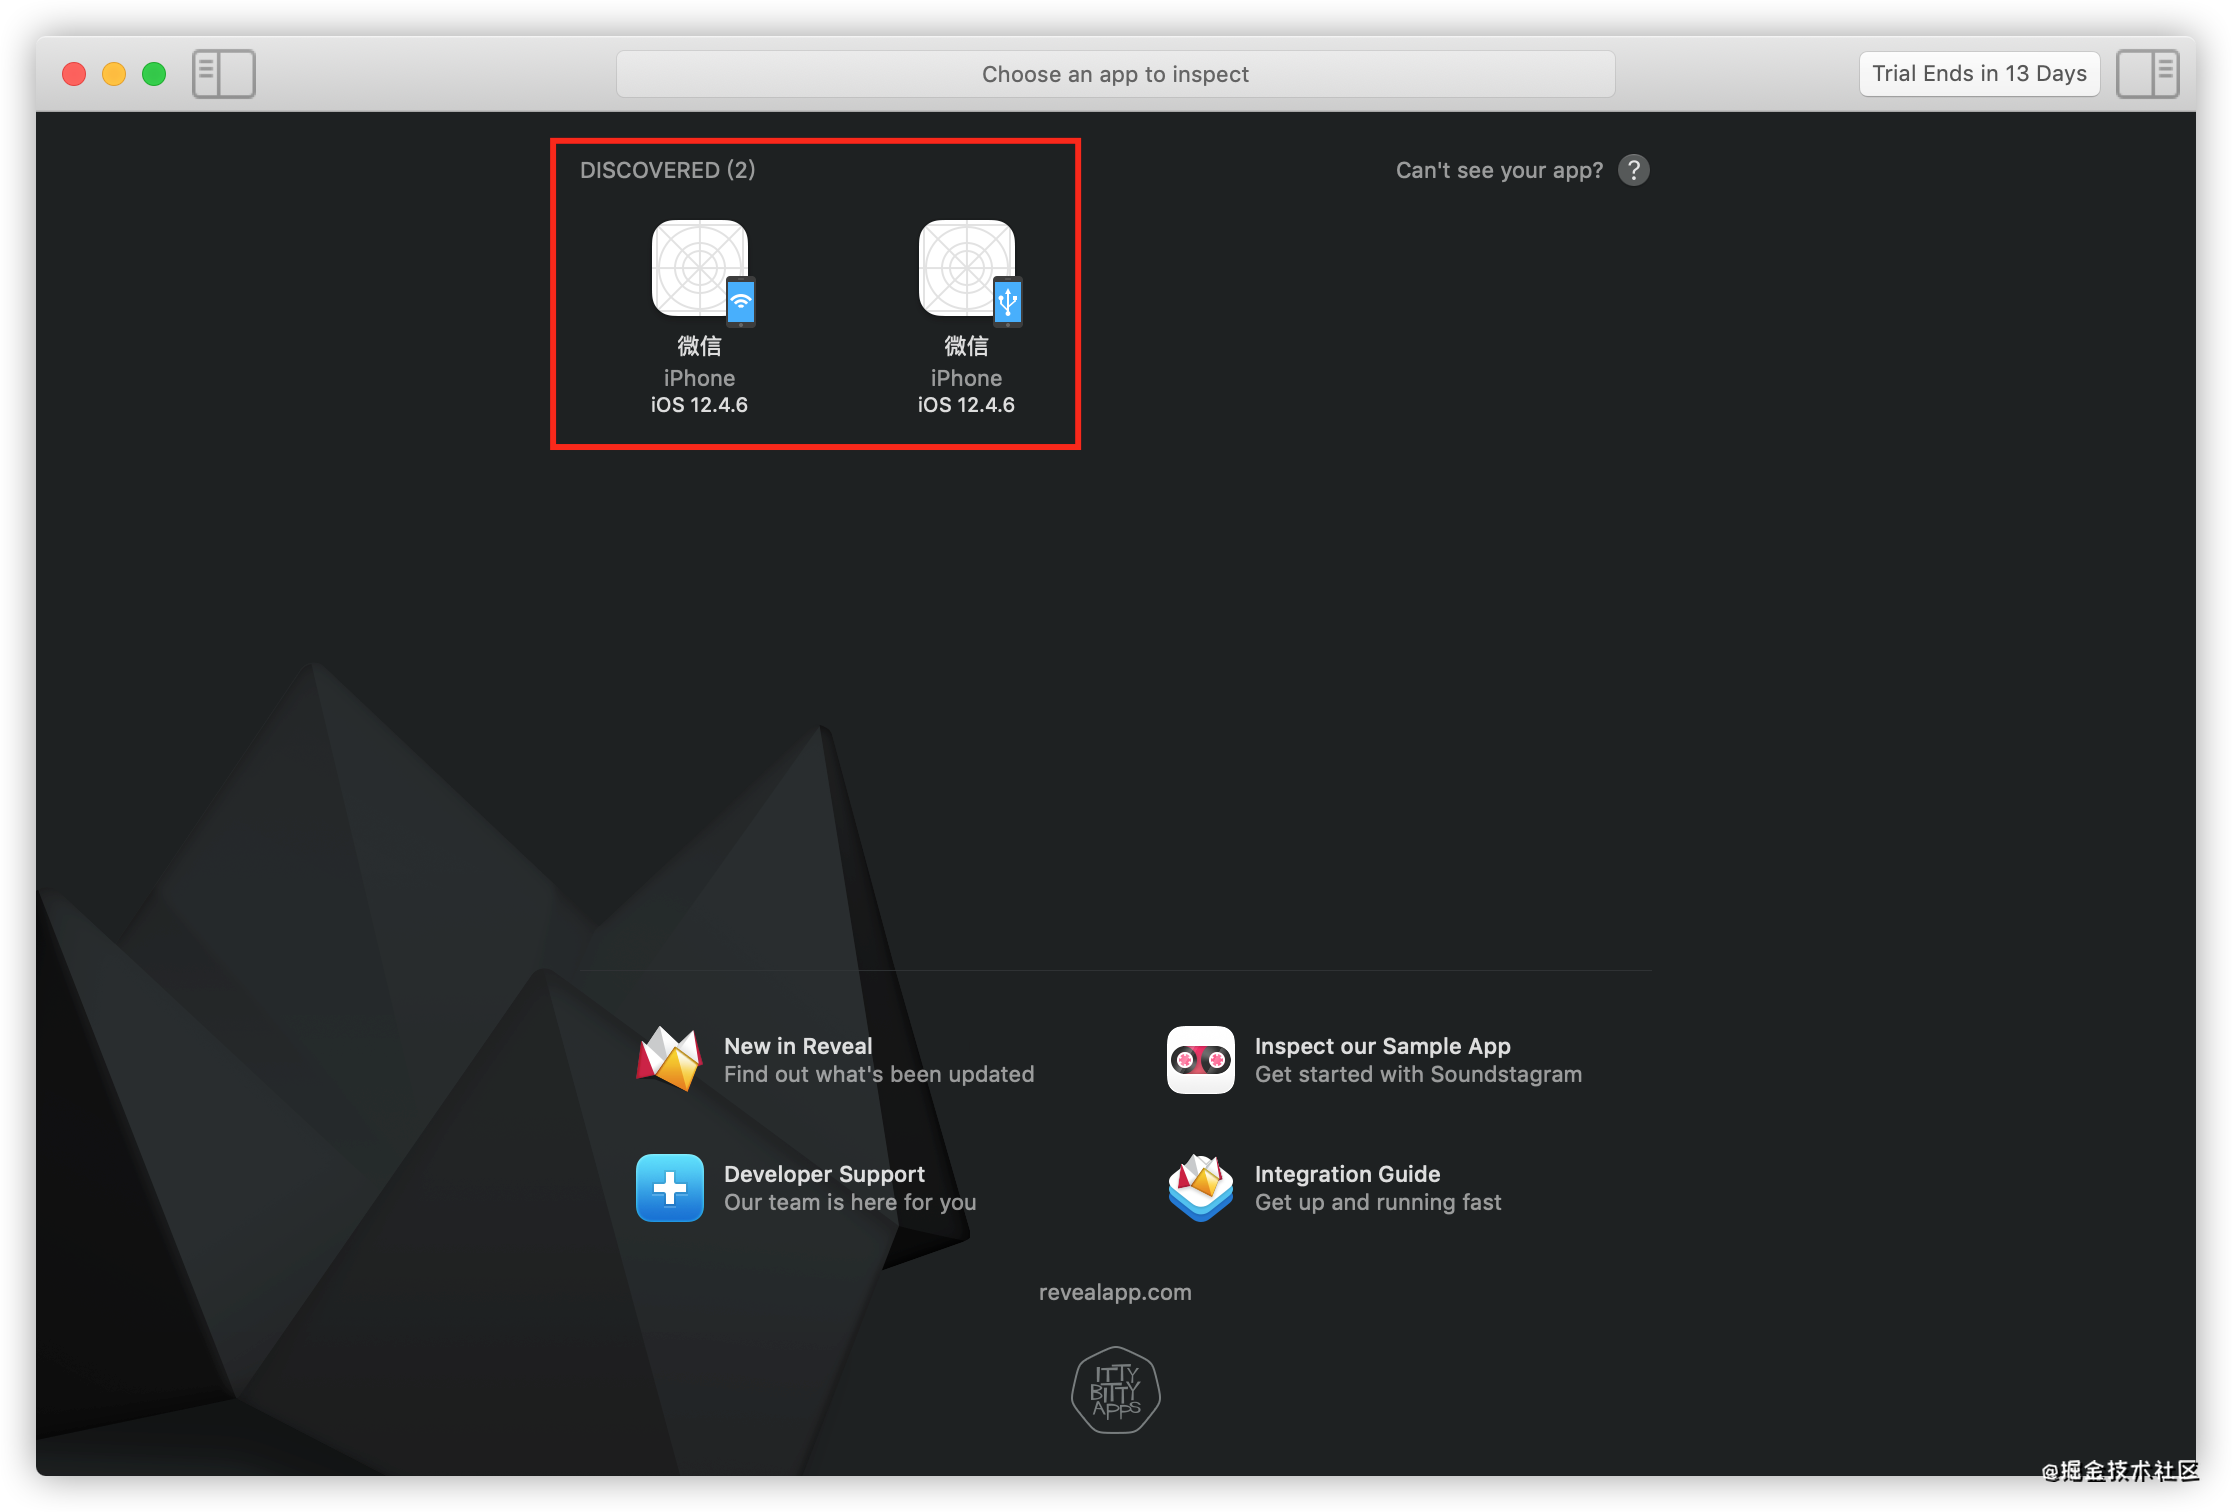 Choose an app to inspect
Trial Ends in 13 Days
DISCOVERED (2)
Can't see your app?
?
微信
iPhone
iOS 12.4.6
微信
iPhone
iOS 12.4.6
New in Reveal
Find out what's been updated
Inspect our Sample App
Get started with Soundstagram
Developer Support
Our team is here for you
Integration Guide
Get up and running fast
revealapp.com
ITTY
BITTY
APPS
@掘金技术社区